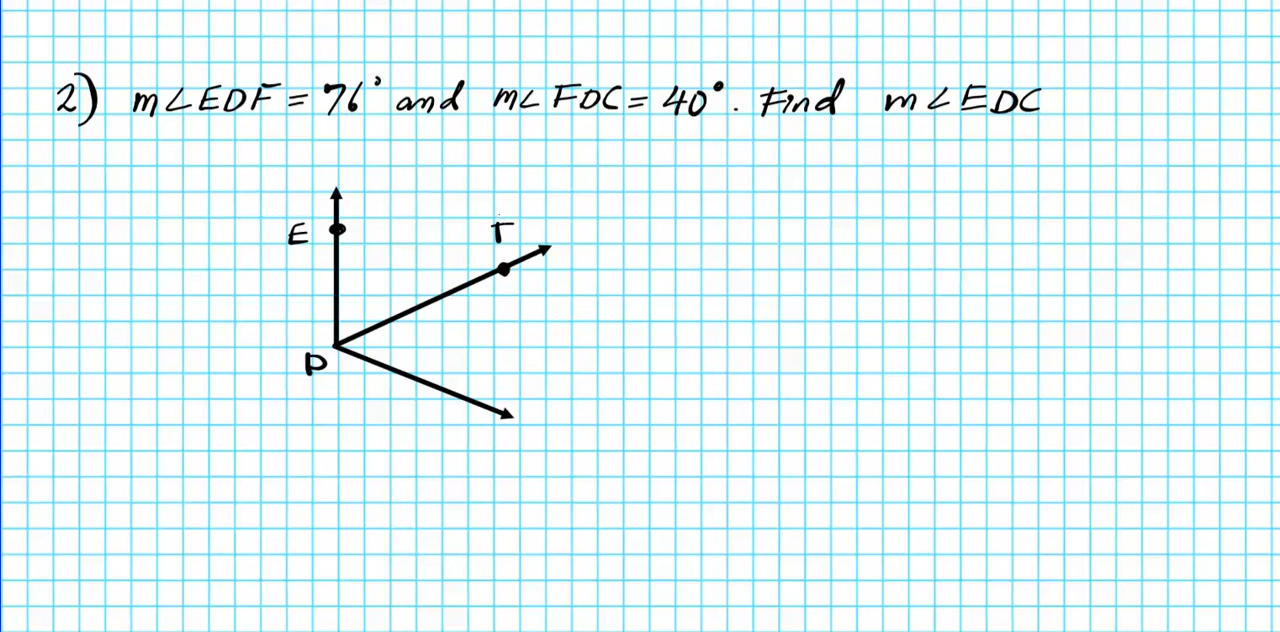 2) m∠EDF = 76° and m∠FDC = 40°. Find m∠EDC
E
F
D